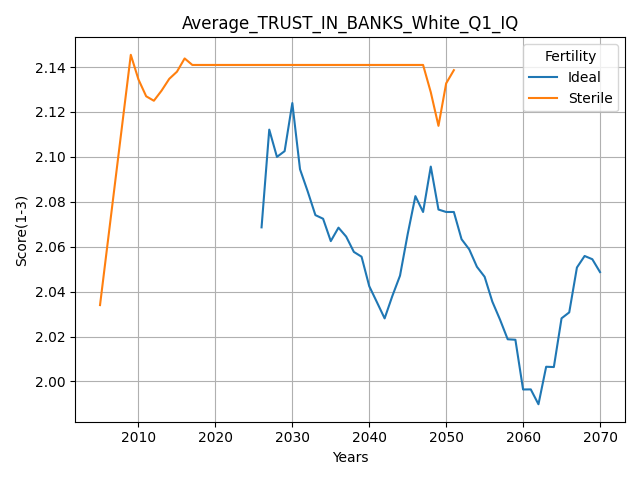 Average_TRUST_IN_BANKS_White_Q1_IQ
Score(1-3)
2.14
2.12
2.10
2.08
2.06
2.04
2.02
2.00
Fertility
Ideal
Sterile
2010 2020 2030 2040 2050 2060 2070
Years